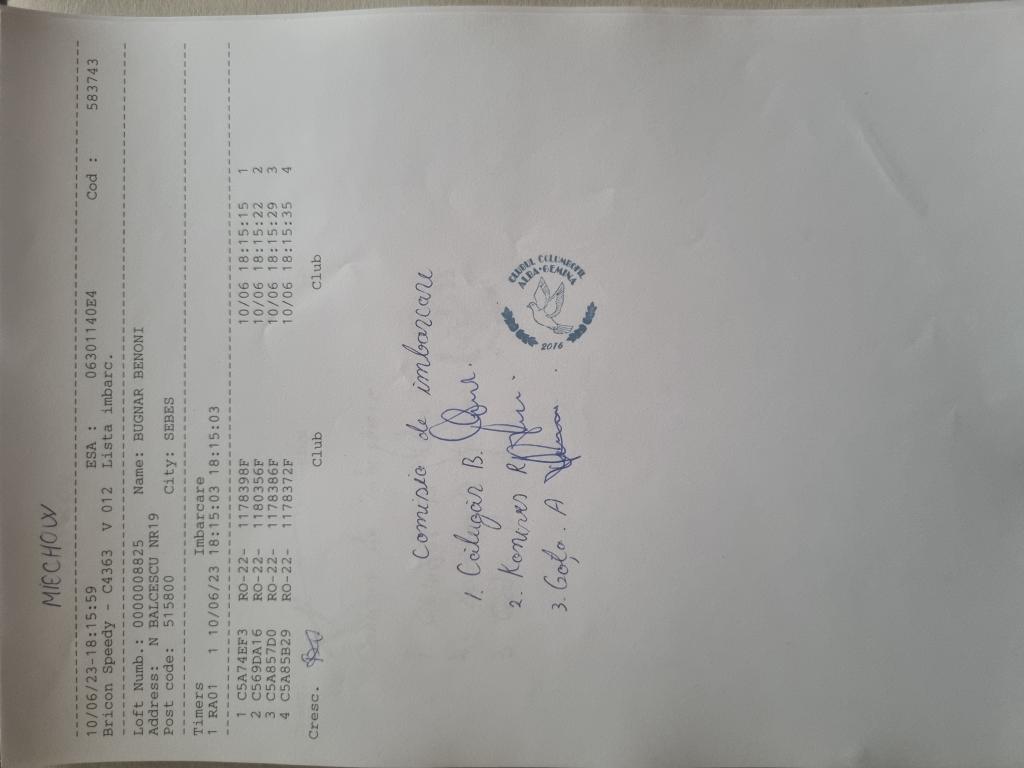 MIECHOW
10/06/23-18:15:59 ESA : 06301140E4 Cod : 583743
Bricon Speedy - C4363 V 012 Lista imbarc.
Loft Numb.: 0000008825 Name: BUGNAR BENONI
Address: N BALCESCU NR19
Post code: 515800 City: SEBES
Timers Imbarcare
1 RA01 1 10/06/23 18:15:03 18:15:03
1 C5A74EF3 RO-22- 1178398F 10/06 18:15:15 1
2 C569DA16 RO-22- 1180356F 10/06 18:15:22 2
3 C5A857D0 RO-22- 1178386F 10/06 18:15:29 3
4 C5A85B29 RO-22- 1178372F 10/06 18:15:35 4
Cresc. Club Club
Comisia de imbarcare
1. Călugăr B.
2. R
3. Goța. A
CLUBUL COLUMBOFIL
ALBA-GEMINA
2016